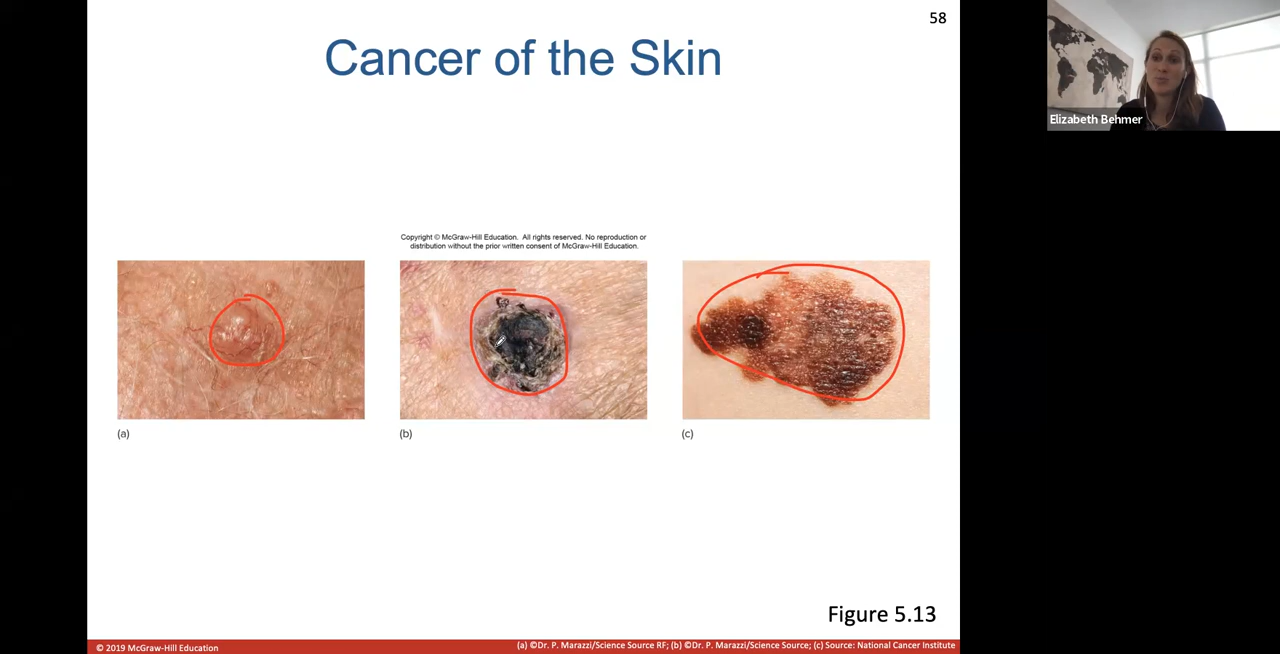 58
Cancer of the Skin
Elizabeth Behmer
Copyright © McGraw-Hill Education. All rights reserved. No reproduction or
distribution without the prior written consent of McGraw-Hill Education.
(a)
(b)
(c)
Figure 5.13
© 2019 McGraw-Hill Education
(a) ©Dr. P. Marazzi/Science Source RF; (b) ©Dr. P. Marazzi/Science Source; (c) Source: National Cancer Institute